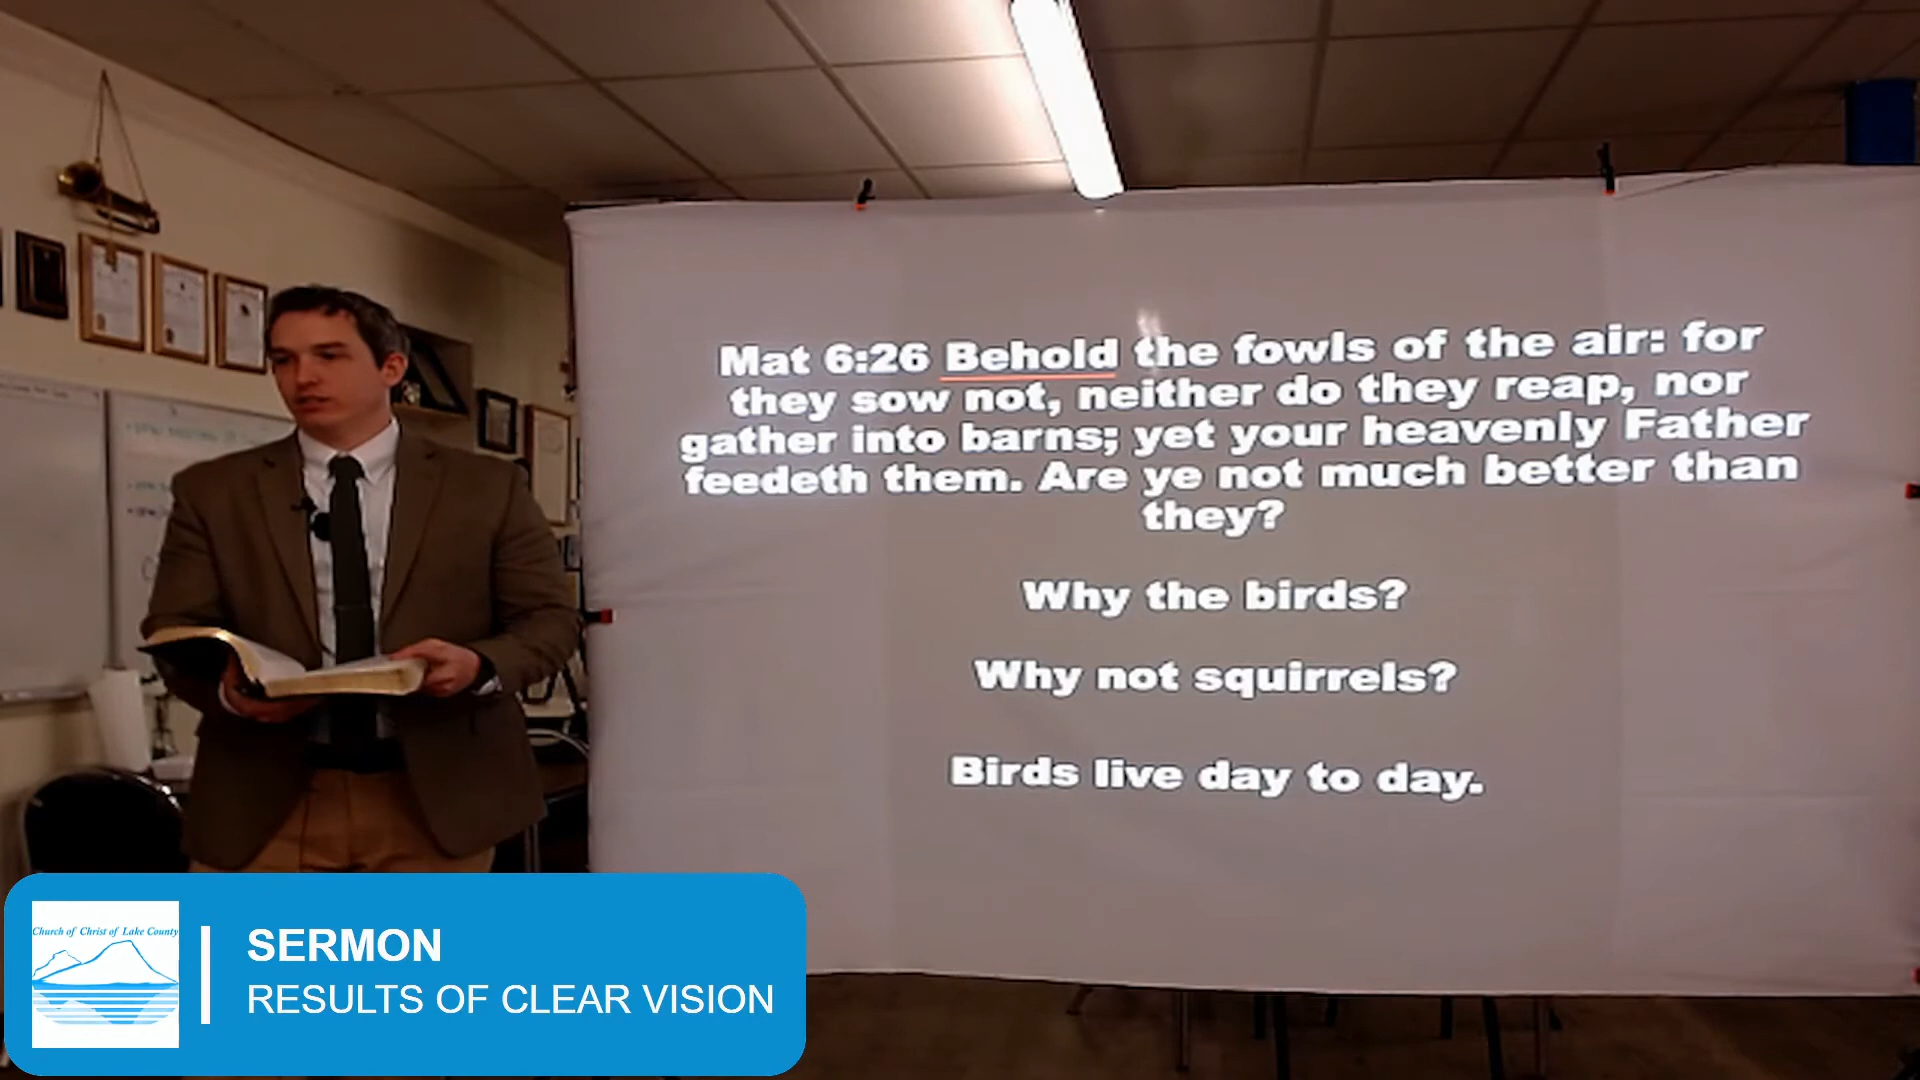 Mat 6:26 Behold the fowls of the air: for
they sow not, neither do they reap, nor
gather into barns; yet your heavenly Father
feedeth them. Are ye not much better than
they?
Why the birds?
Why not squirrels?
Birds live day to day.
Church of Christ of Lake County
SERMON
RESULTS OF CLEAR VISION